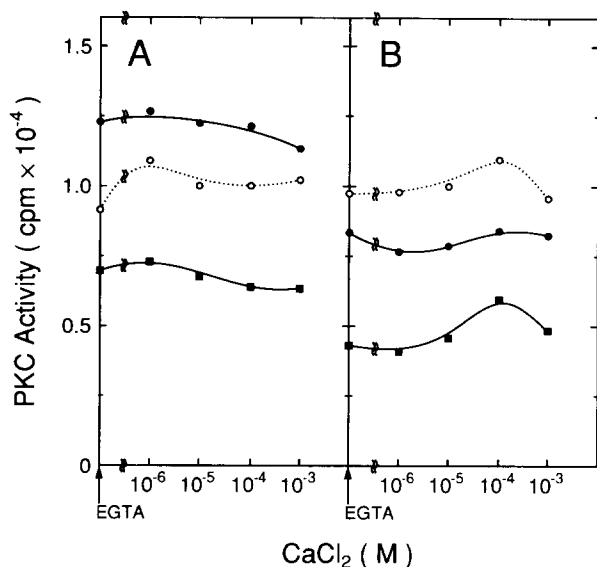 A
B
1.5
1.0
0.5
0
PKC Activity ( cpm × 10⁻⁴ )
10⁻⁶ 10⁻⁵ 10⁻⁴ 10⁻³
10⁻⁶ 10⁻⁵ 10⁻⁴ 10⁻³
EGTA
EGTA
CaCl₂ ( M )